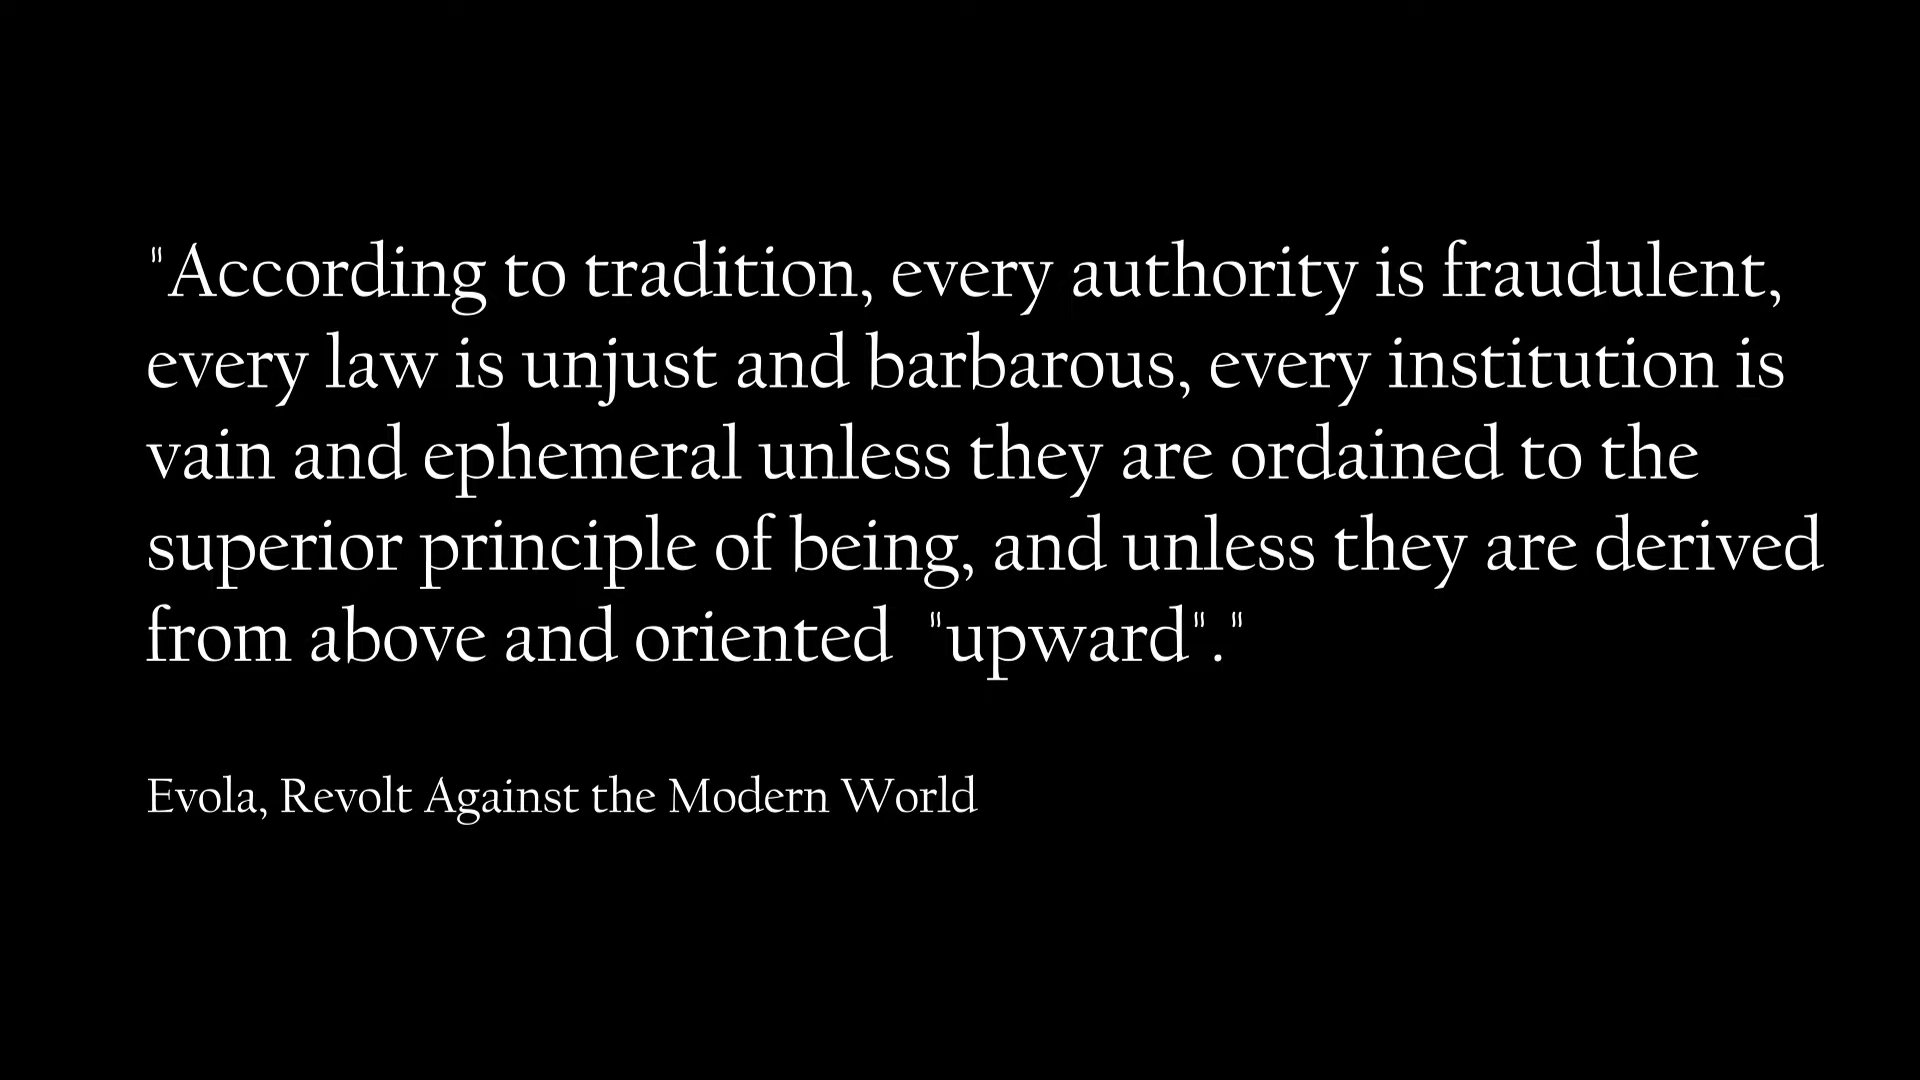 "According to tradition, every authority is fraudulent,
every law is unjust and barbarous, every institution is
vain and ephemeral unless they are ordained to the
superior principle of being, and unless they are derived
from above and oriented  "upward"."
Evola, Revolt Against the Modern World